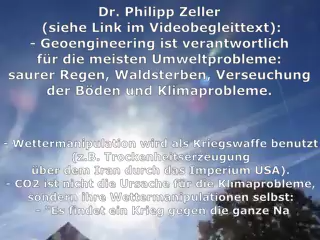 Dr. Philipp Zeller
(siehe Link im Videobegleittext):
- Geoengineering ist verantwortlich
für die meisten Umweltprobleme:
saurer Regen, Waldsterben, Verseuchung
der Böden und Klimaprobleme.
- Wettermanipulation wird als Kriegswaffe benutzt
(z.B. Trockenheitserzeugung
über dem Iran durch das Imperium USA).
- CO2 ist nicht die Ursache für die Klimaprobleme,
sondern ihre Wettermanipulationen selbst:
- "Es findet ein Krieg gegen die ganze Na